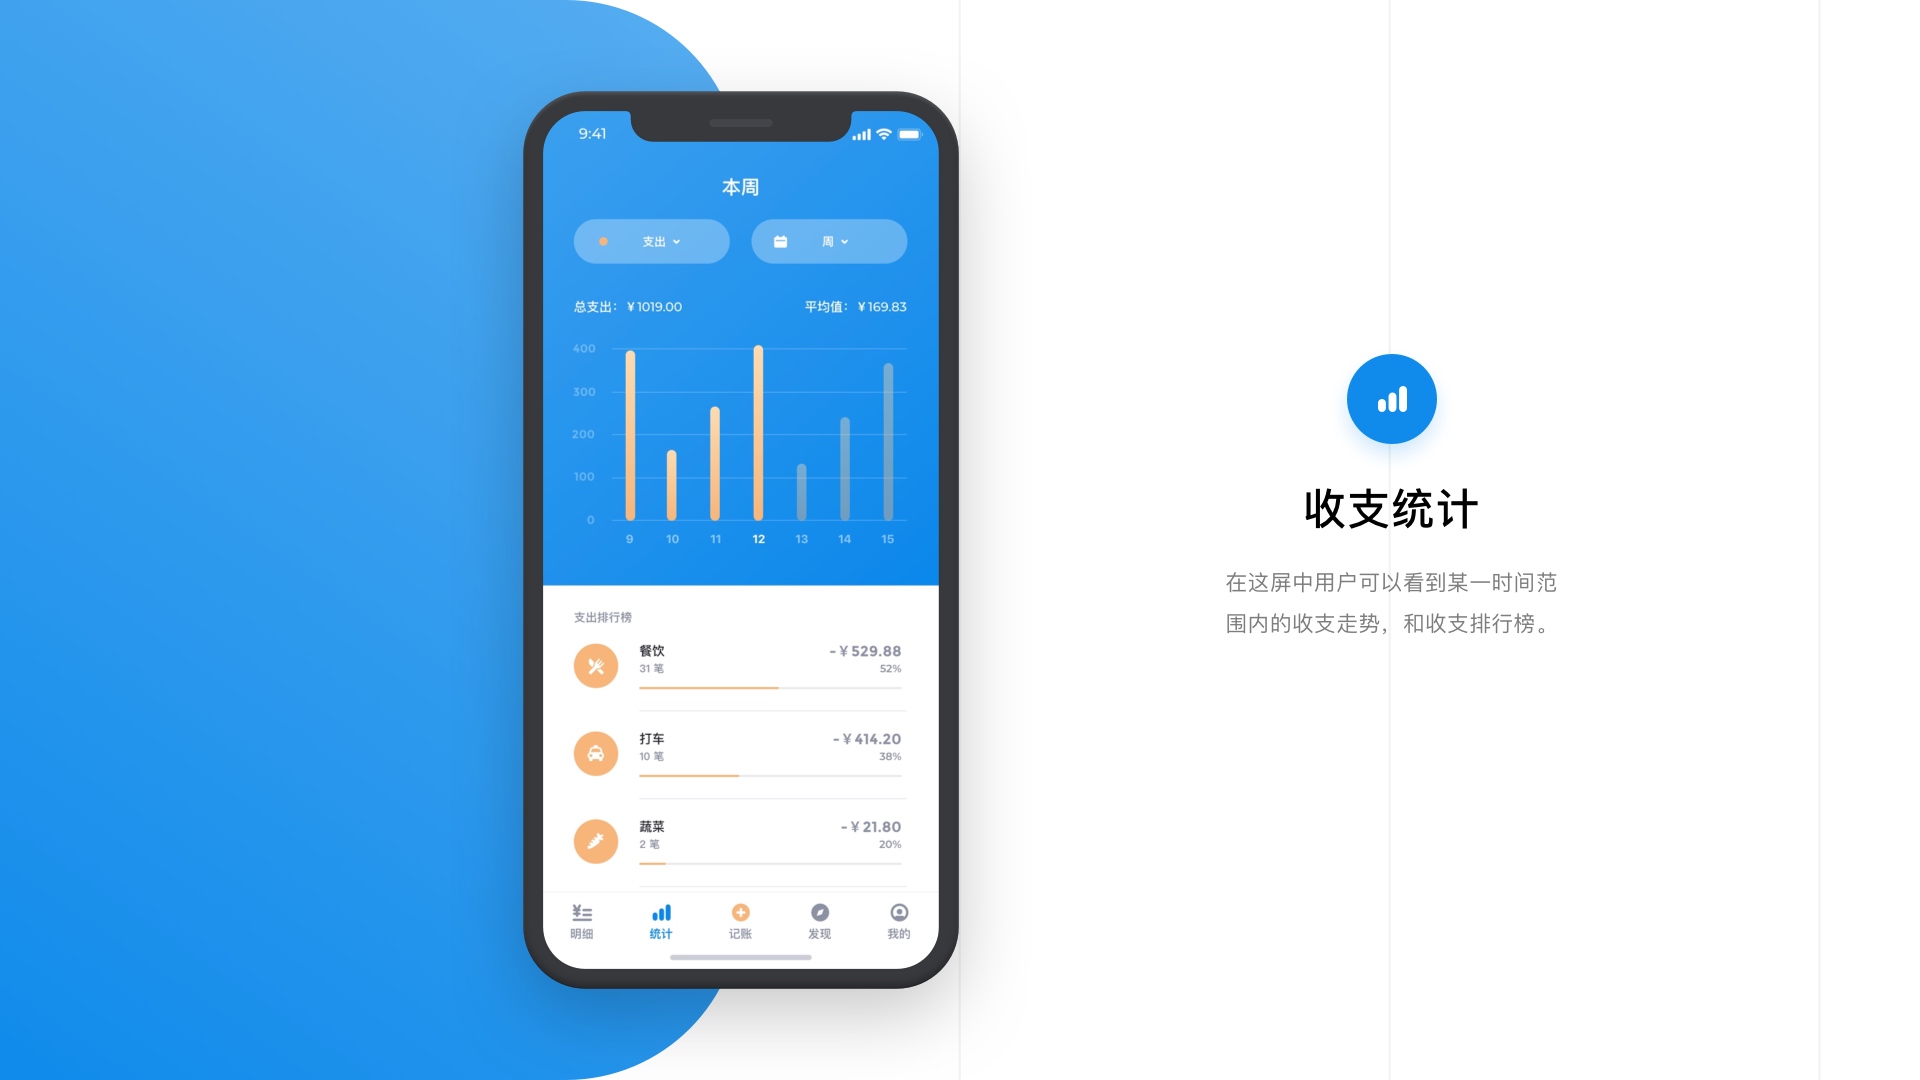 9:41
本周
支出
周
总支出：￥1019.00
平均值：￥169.83
400
300
200
100
0
9 10 11 12 13 14 15
支出排行榜
餐饮
-￥529.88
31 笔
52%
打车
-￥414.20
10 笔
38%
蔬菜
-￥21.80
2 笔
20%
明细 统计 记账 发现 我的
收支统计
在这屏中用户可以看到某一时间范
围内的收支走势，和收支排行榜。